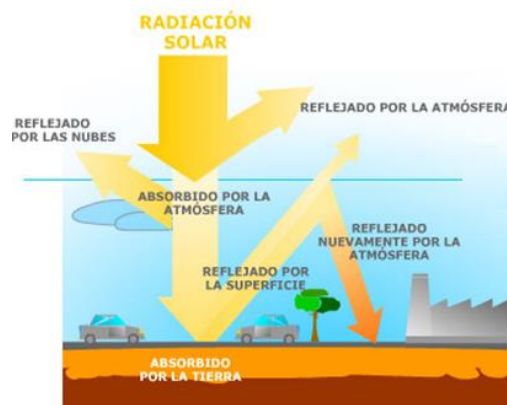 RADIACIÓN
SOLAR
REFLEJADO POR LA ATMÓSFERA
REFLEJADO
POR LAS NUBES
ABSORBIDO POR LA
ATMÓSFERA
REFLEJADO
NUEVAMENTE POR LA
ATMÓSFERA
REFLEJADO POR
LA SUPERFICIE
ABSORBIDO
POR LA TIERRA